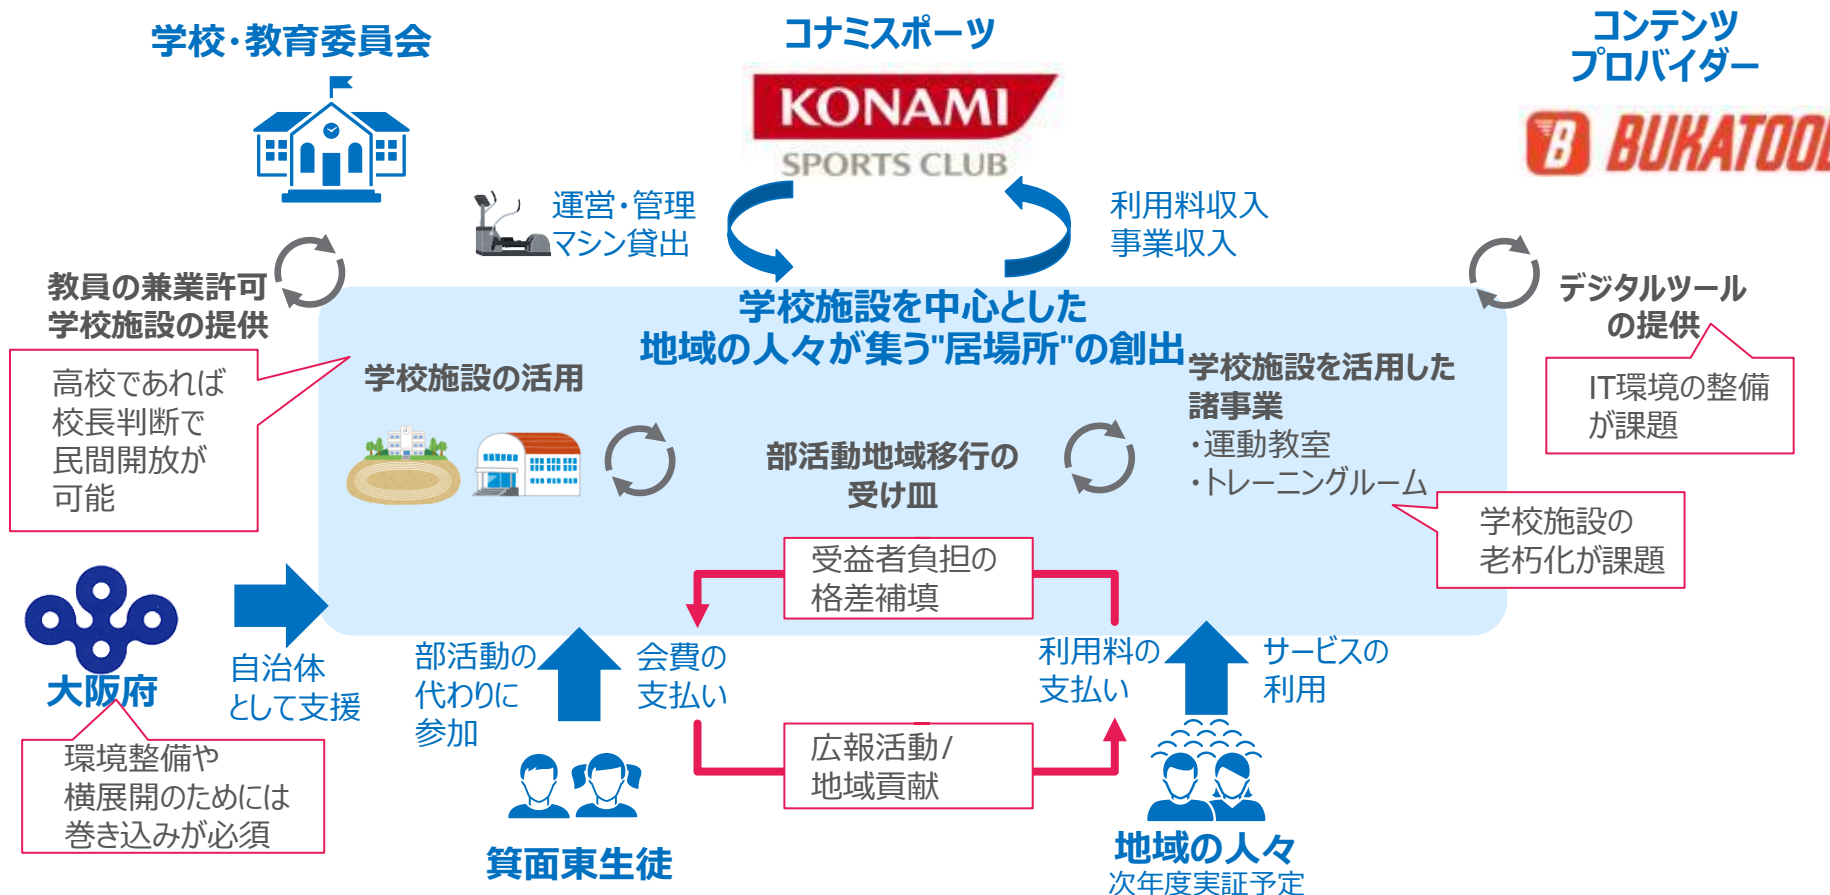 学校・教育委員会
コナミスポーツ
コンテンツ
プロバイダー
KONAMI
SPORTS CLUB
B BUKATOOL
運営・管理
マシン貸出
利用料収入
事業収入
教員の兼業許可
学校施設の提供
デジタルツール
の提供
学校施設を中心とした
地域の人々が集う"居場所"の創出
高校であれば
校長判断で
民間開放が
可能
学校施設の活用
学校施設を活用した
諸事業
・運動教室
・トレーニングルーム
IT環境の整備
が課題
部活動地域移行の
受け皿
学校施設の
老朽化が課題
受益者負担の
格差補填
大阪府
自治体
として支援
部活動の
代わりに
参加
会費の
支払い
利用料の
支払い
サービスの
利用
環境整備や
横展開のためには
巻き込みが必須
広報活動/
地域貢献
箕面東生徒
地域の人々
次年度実証予定